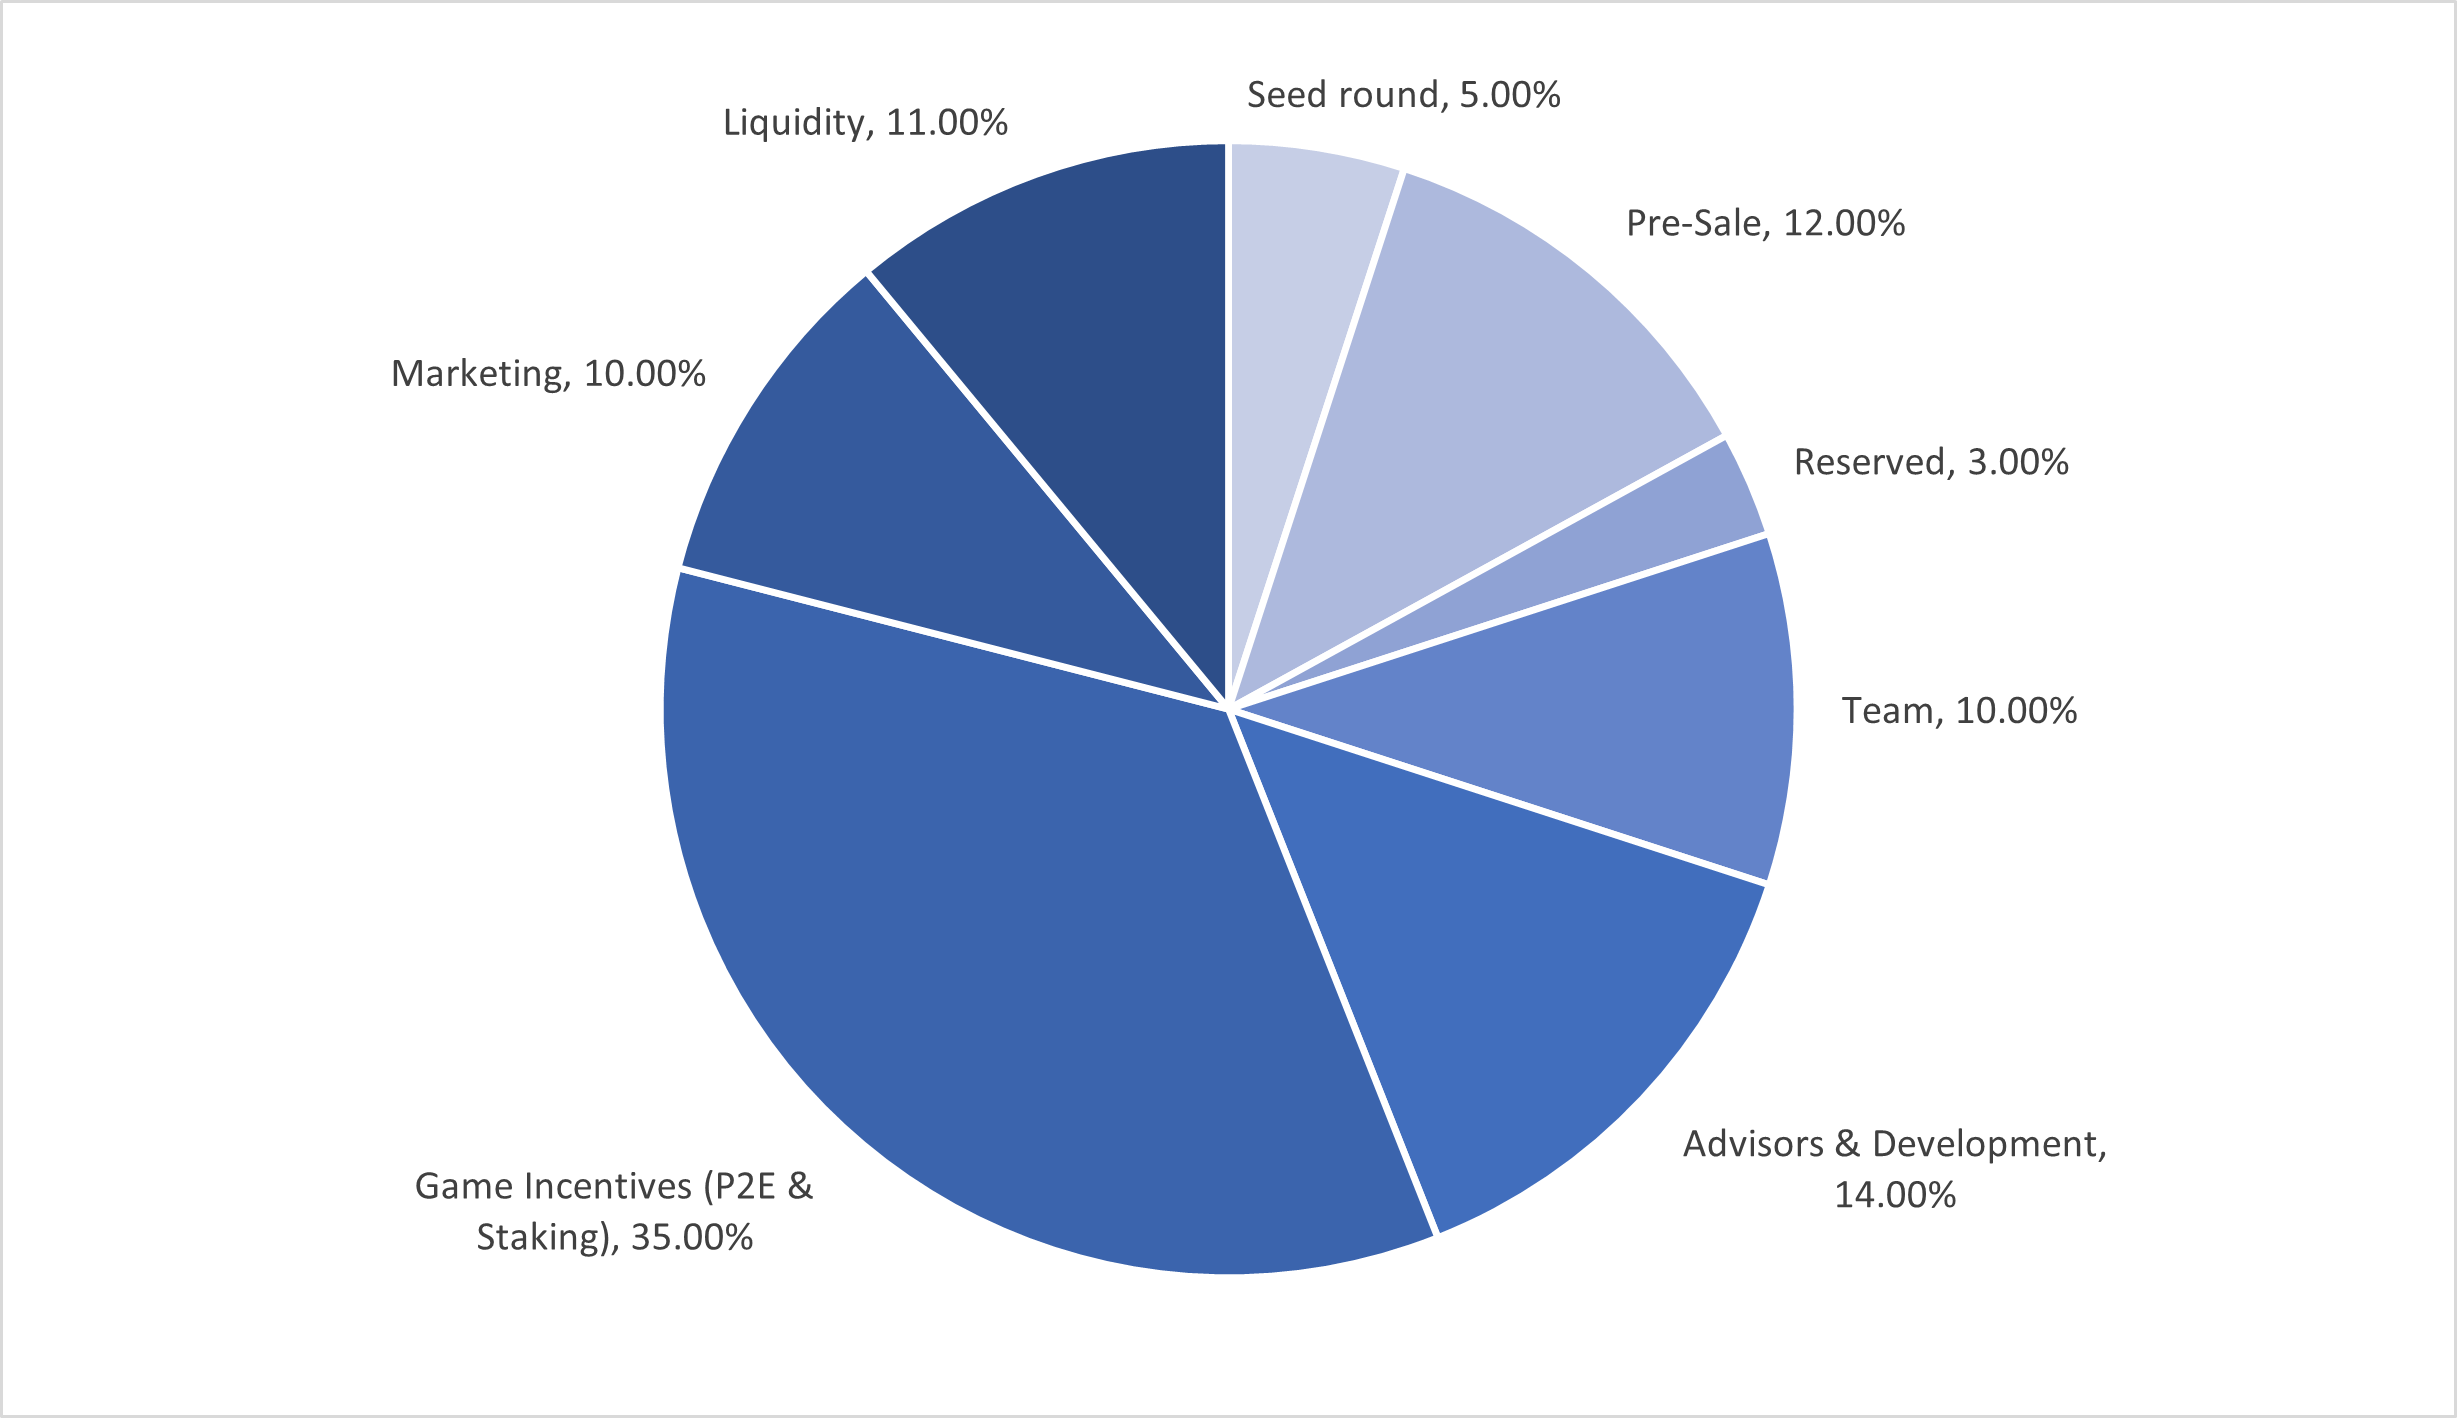 Seed round, 5.00%
Liquidity, 11.00%
Pre-Sale, 12.00%
Marketing, 10.00%
Reserved, 3.00%
Team, 10.00%
Advisors & Development,
14.00%
Game Incentives (P2E &
Staking), 35.00%